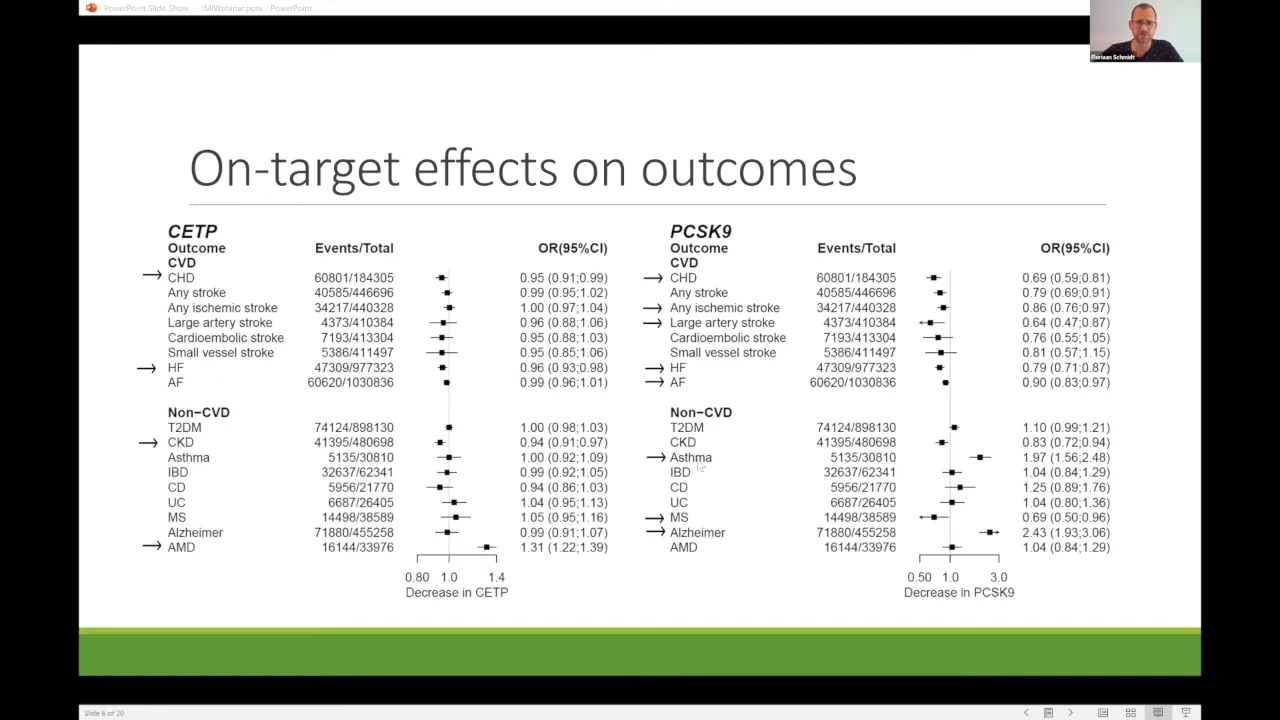 PowerPoint Slide Show - IMIWebinar.pptx - PowerPoint
Floriaan Schmidt
On-target effects on outcomes
CETP
Outcome Events/Total OR(95%CI)
CVD
CHD 60801/184305 0.95 (0.91;0.99)
Any stroke 40585/446696 0.99 (0.95;1.02)
Any ischemic stroke 34217/440328 1.00 (0.97;1.04)
Large artery stroke 4373/410384 0.96 (0.88;1.06)
Cardioembolic stroke 7193/413304 0.95 (0.88;1.03)
Small vessel stroke 5386/411497 0.95 (0.85;1.06)
HF 47309/977323 0.96 (0.93;0.98)
AF 60620/1030836 0.99 (0.96;1.01)
Non-CVD
T2DM 74124/898130 1.00 (0.98;1.03)
CKD 41395/480698 0.94 (0.91;0.97)
Asthma 5135/30810 1.00 (0.92;1.09)
IBD 32637/62341 0.99 (0.92;1.05)
CD 5956/21770 0.94 (0.86;1.03)
UC 6687/26405 1.04 (0.95;1.13)
MS 14498/38589 1.05 (0.95;1.16)
Alzheimer 71880/455258 0.99 (0.91;1.07)
AMD 16144/33976 1.31 (1.22;1.39)
0.80 1.0 1.4
Decrease in CETP
PCSK9
Outcome Events/Total OR(95%CI)
CVD
CHD 60801/184305 0.69 (0.59;0.81)
Any stroke 40585/446696 0.79 (0.69;0.91)
Any ischemic stroke 34217/440328 0.86 (0.76;0.97)
Large artery stroke 4373/410384 0.64 (0.47;0.87)
Cardioembolic stroke 7193/413304 0.76 (0.55;1.05)
Small vessel stroke 5386/411497 0.81 (0.57;1.15)
HF 47309/977323 0.79 (0.71;0.87)
AF 60620/1030836 0.90 (0.83;0.97)
Non-CVD
T2DM 74124/898130 1.10 (0.99;1.21)
CKD 41395/480698 0.83 (0.72;0.94)
Asthma 5135/30810 1.97 (1.56;2.48)
IBD 32637/62341 1.04 (0.84;1.29)
CD 5956/21770 1.25 (0.89;1.76)
UC 6687/26405 1.04 (0.80;1.36)
MS 14498/38589 0.69 (0.50;0.96)
Alzheimer 71880/455258 2.43 (1.93;3.06)
AMD 16144/33976 1.04 (0.84;1.29)
0.50 1.0 3.0
Decrease in PCSK9
Slide 6 of 20